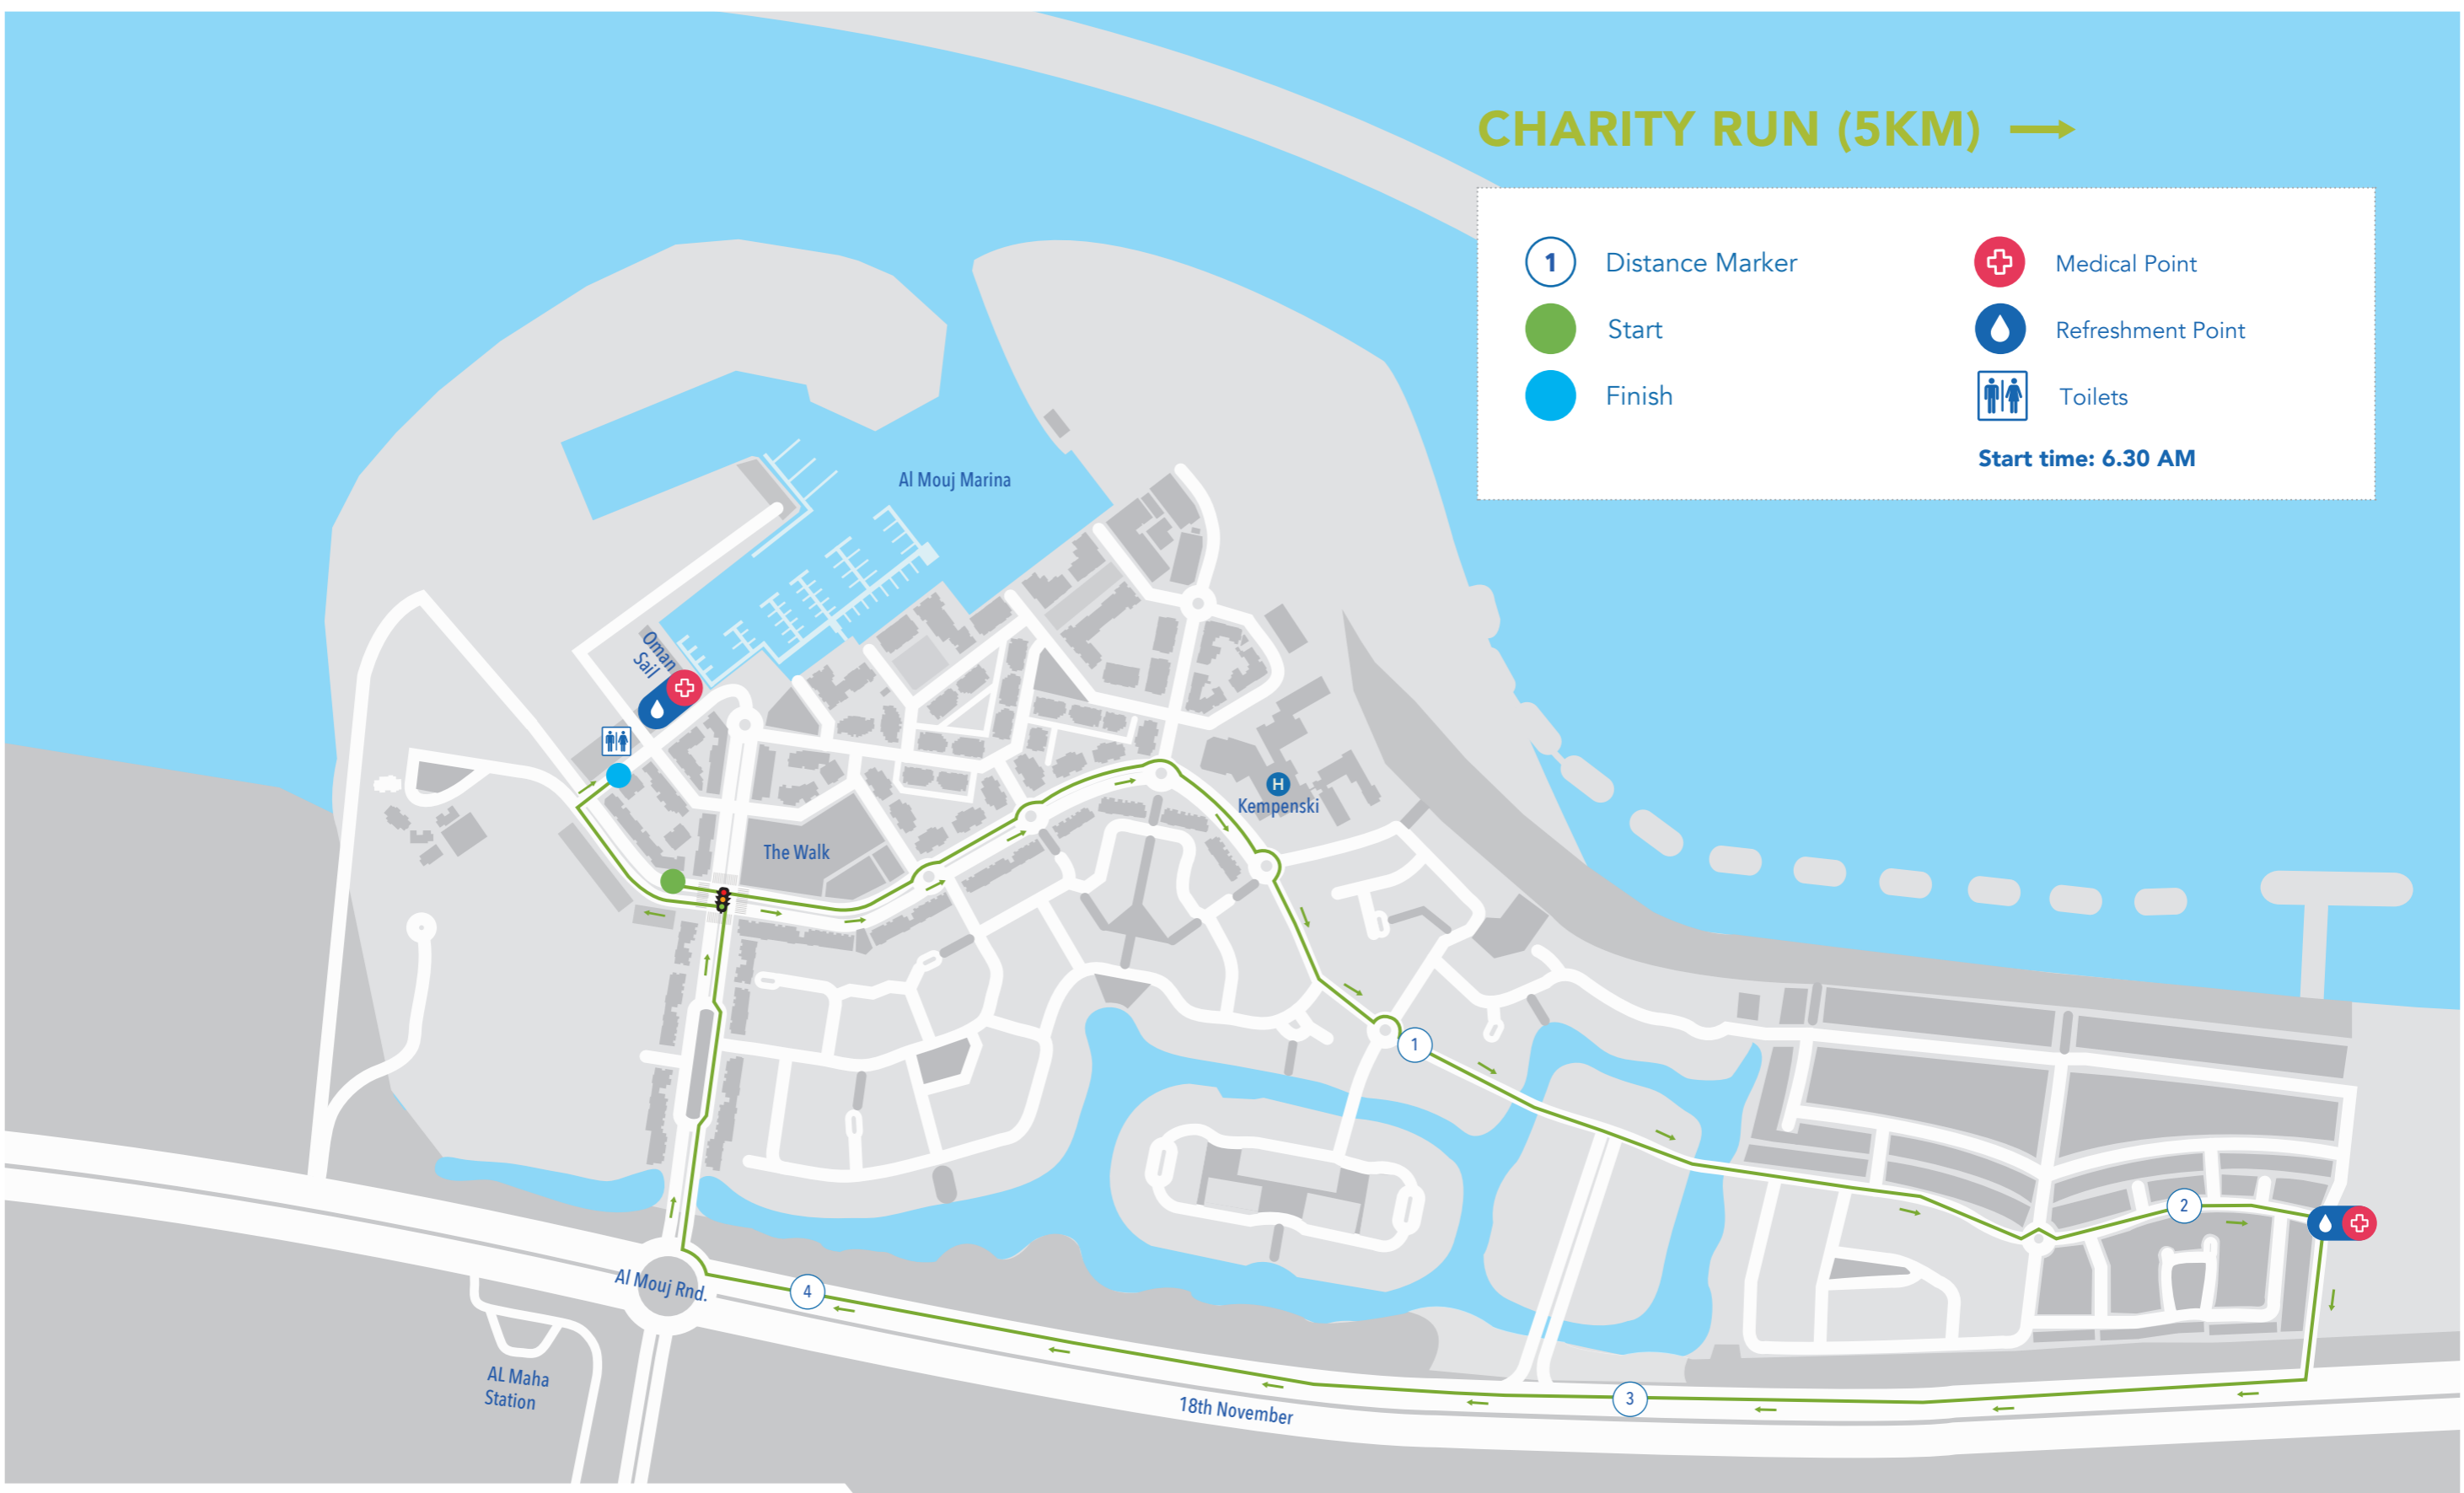 CHARITY RUN (5KM)
1 Distance Marker
Start
Finish
Medical Point
Refreshment Point
Toilets
Start time: 6.30 AM
Al Mouj Marina
Oman
Sail
H
Kempenski
The Walk
1
2
Al Mouj Rnd.
4
3
AL Maha
Station
18th November